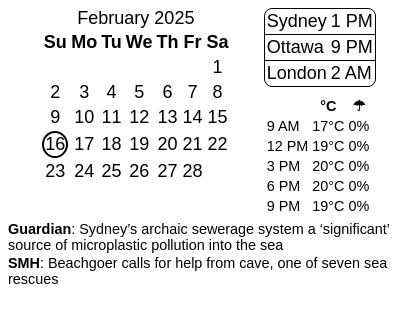 February 2025
Su Mo Tu We Th Fr Sa
1
2 3 4 5 6 7 8
9 10 11 12 13 14 15
16 17 18 19 20 21 22
23 24 25 26 27 28
Sydney 1 PM
Ottawa 9 PM
London 2 AM
°C ☂
9 AM 17°C 0%
12 PM 19°C 0%
3 PM 20°C 0%
6 PM 20°C 0%
9 PM 19°C 0%
Guardian: Sydney’s archaic sewerage system a ‘significant’
source of microplastic pollution into the sea
SMH: Beachgoer calls for help from cave, one of seven sea
rescues